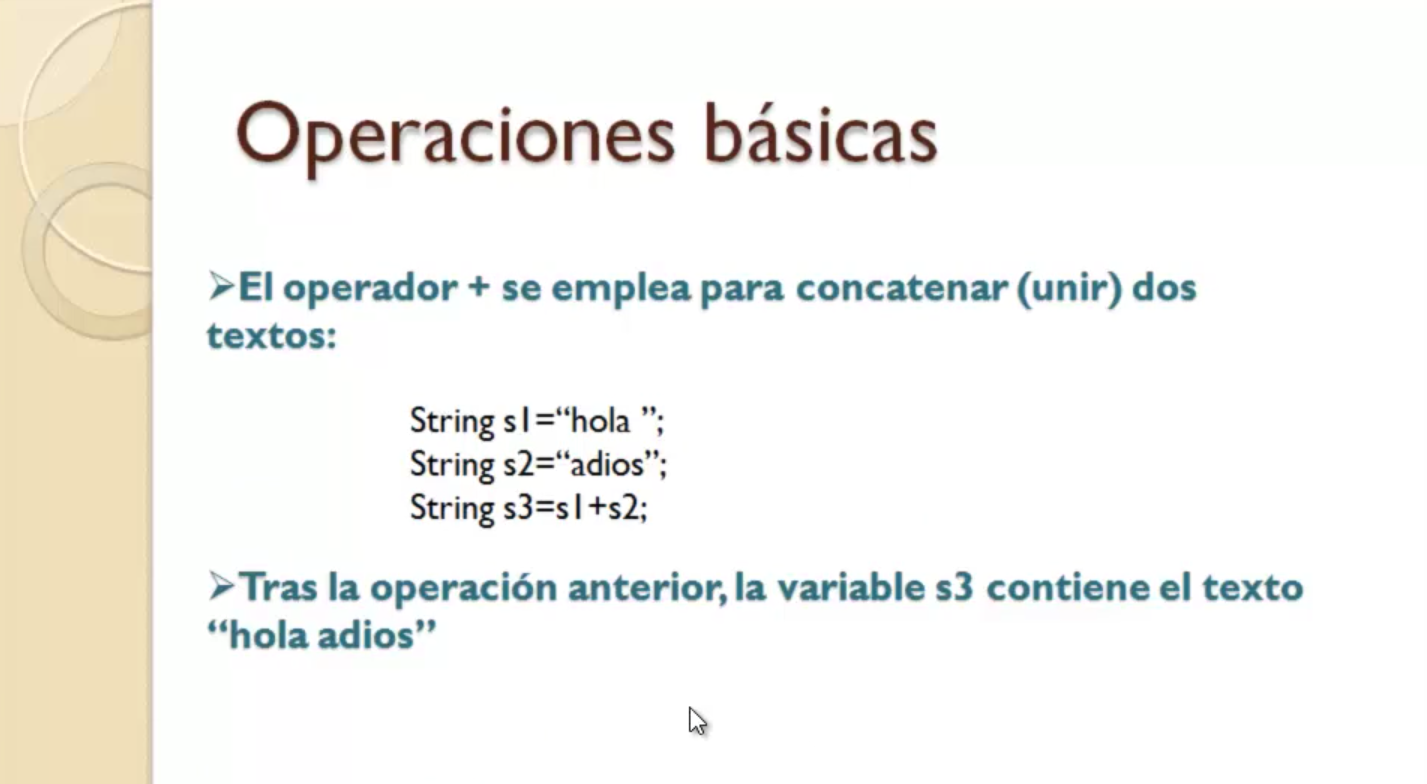 Operaciones básicas
➢El operador + se emplea para concatenar (unir) dos
textos:
String s1=“hola ”;
String s2=“adios”;
String s3=s1+s2;
➢Tras la operación anterior, la variable s3 contiene el texto
“hola adios”